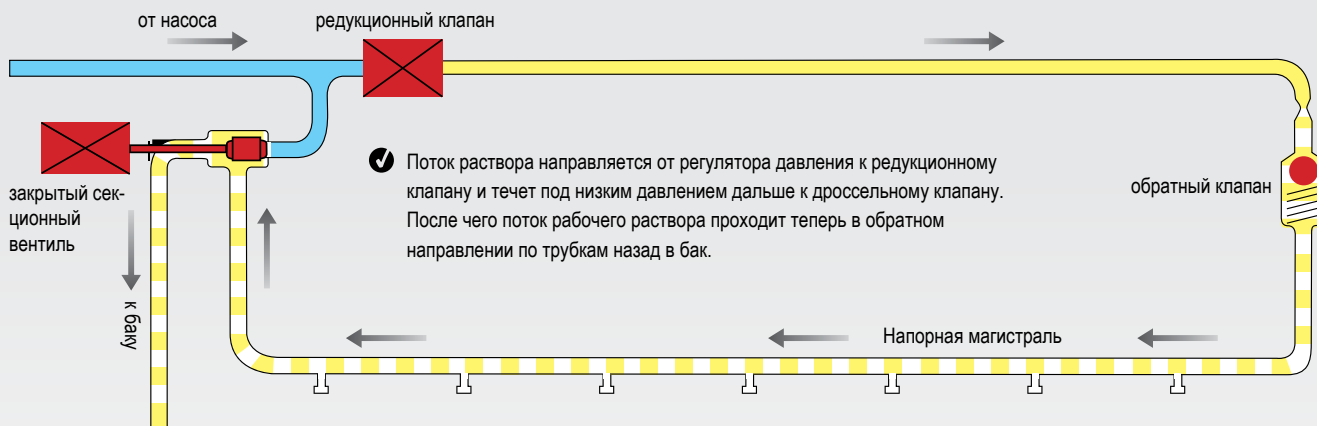 от насоса
редукционный клапан
закрытый сек-
ционный
вентиль
к баку
Поток раствора направляется от регулятора давления к редукционному
клапану и течет под низким давлением дальше к дроссельному клапану.
После чего поток рабочего раствора проходит теперь в обратном
направлении по трубкам назад в бак.
обратный клапан
Напорная магистраль